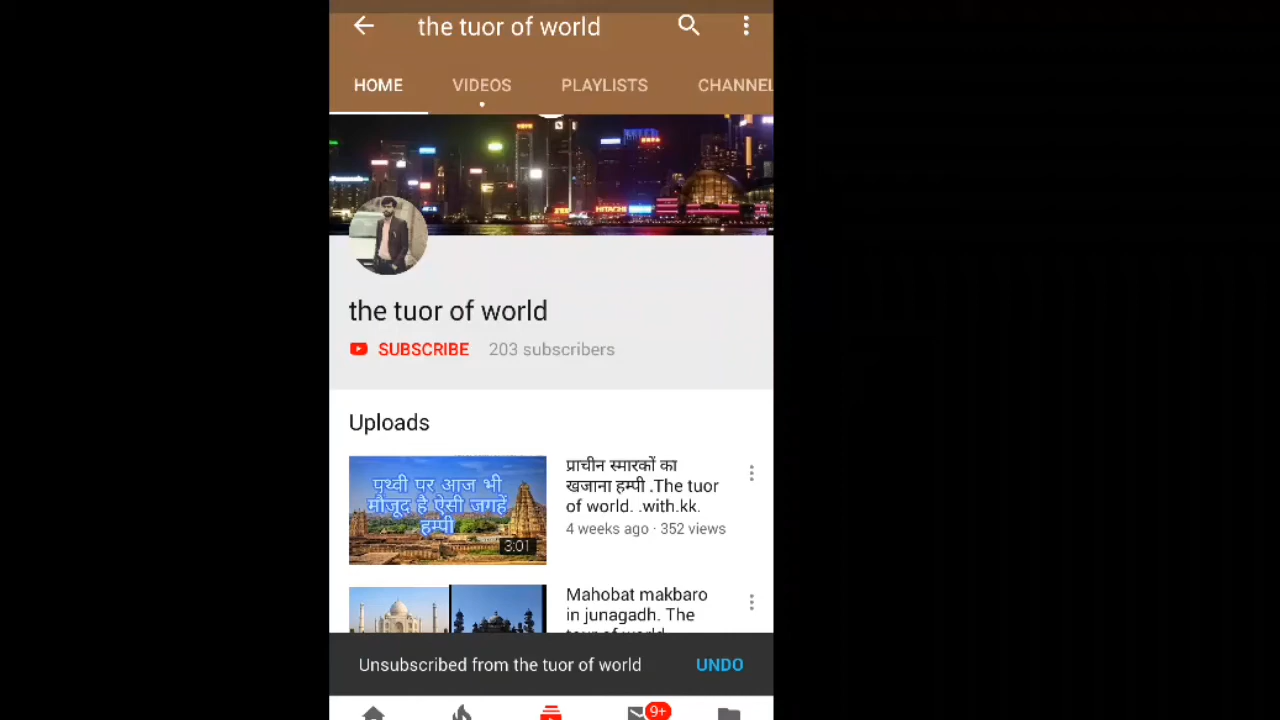 the tuor of world
HOME VIDEOS PLAYLISTS CHANNEL
HITACHI
the tuor of world
SUBSCRIBE 203 subscribers
Uploads
पृथ्वी पर आज भी
मौजूद है ऐसी जगहें
हम्पी
3:01
प्राचीन स्मारकों का
खजाना हम्पी .The tuor
of world. .with.kk.
4 weeks ago · 352 views
Mahobat makbaro
in junagadh. The
Unsubscribed from the tuor of world UNDO
9+